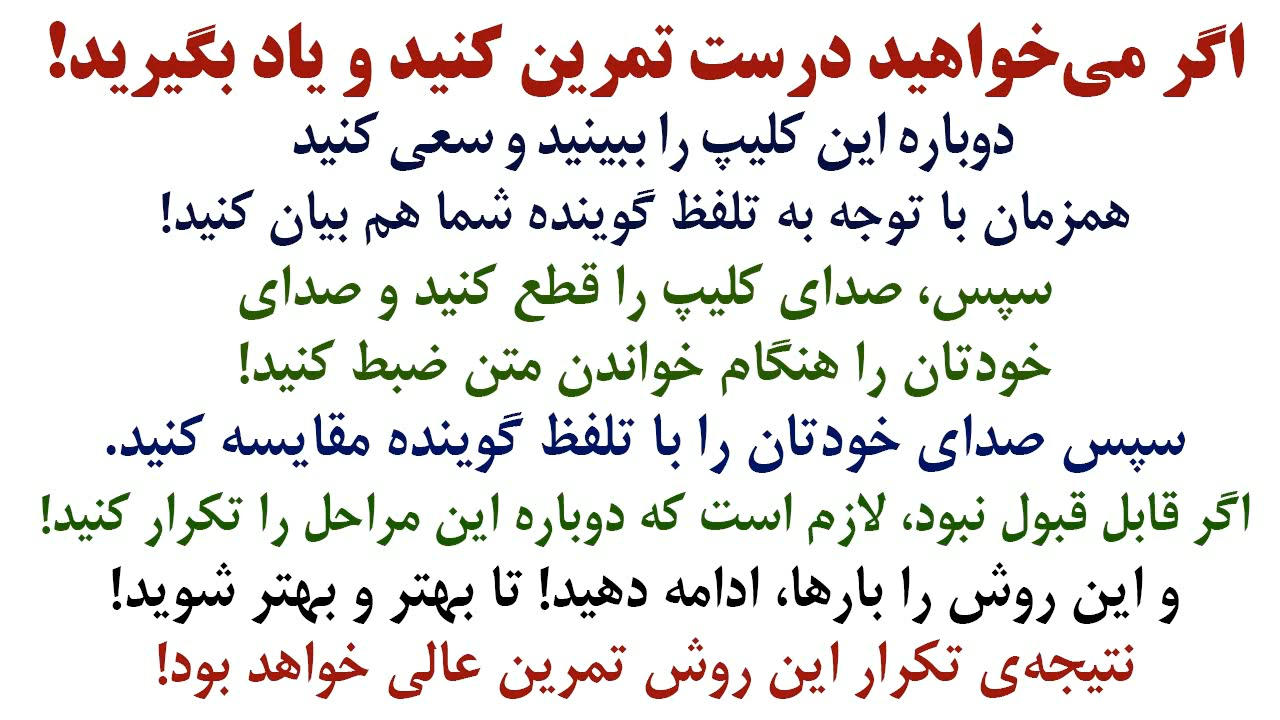 اگر می‌خواهید درست تمرین کنید و یاد بگیرید!
دوباره این کلیپ را ببینید و سعی کنید
همزمان با توجه به تلفظ گوینده شما هم بیان کنید!
سپس، صدای کلیپ را قطع کنید و صدای
خودتان را هنگام خواندن متن ضبط کنید!
سپس صدای خودتان را با تلفظ گوینده مقایسه کنید.
اگر قابل قبول نبود، لازم است که دوباره این مراحل را تکرار کنید!
و این روش را بارها، ادامه دهید! تا بهتر و بهتر شوید!
نتیجه‌ی تکرار این روش تمرین عالی خواهد بود!